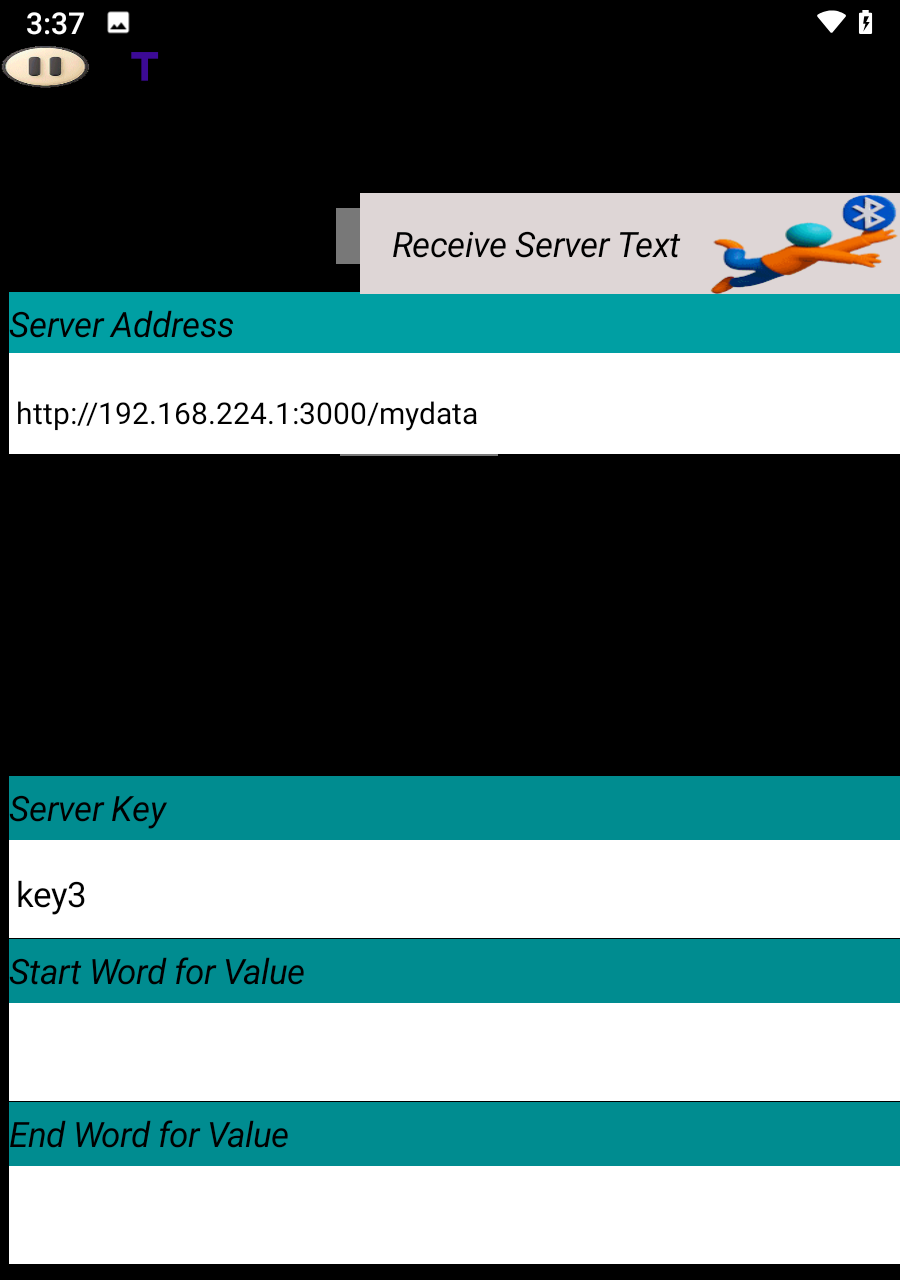 3:37
T
Receive Server Text
Server Address
http://192.168.224.1:3000/mydata
Server Key
key3
Start Word for Value
End Word for Value